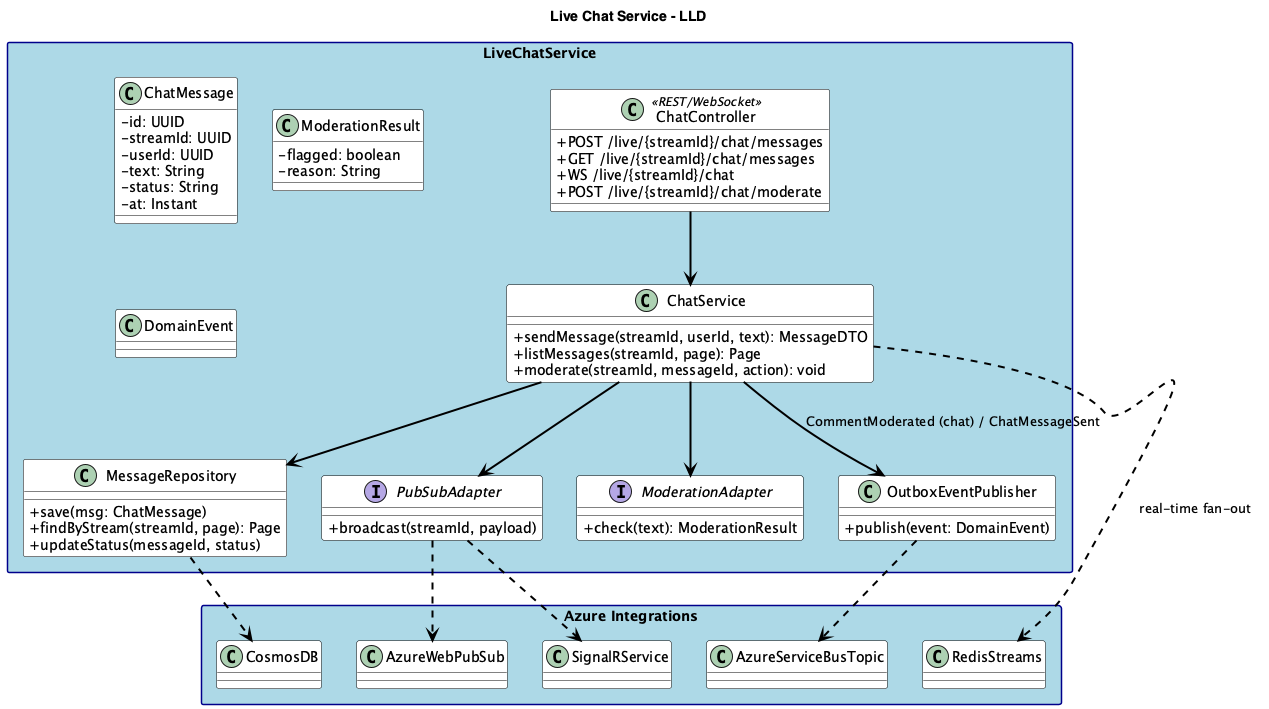 Live Chat Service - LLD
LiveChatService
C ChatMessage
-id: UUID
-streamId: UUID
-userId: UUID
-text: String
-status: String
-at: Instant
C ModerationResult
-flagged: boolean
-reason: String
«REST/WebSocket»
C ChatController
+POST /live/{streamId}/chat/messages
+GET /live/{streamId}/chat/messages
+WS /live/{streamId}/chat
+POST /live/{streamId}/chat/moderate
C DomainEvent
C ChatService
+sendMessage(streamId, userId, text): MessageDTO
+listMessages(streamId, page): Page
+moderate(streamId, messageId, action): void
CommentModerated (chat) / ChatMessageSent
C MessageRepository
+save(msg: ChatMessage)
+findByStream(streamId, page): Page
+updateStatus(messageId, status)
I PubSubAdapter
+broadcast(streamId, payload)
I ModerationAdapter
+check(text): ModerationResult
C OutboxEventPublisher
+publish(event: DomainEvent)
real-time fan-out
Azure Integrations
C CosmosDB
C AzureWebPubSub
C SignalRService
C AzureServiceBusTopic
C RedisStreams